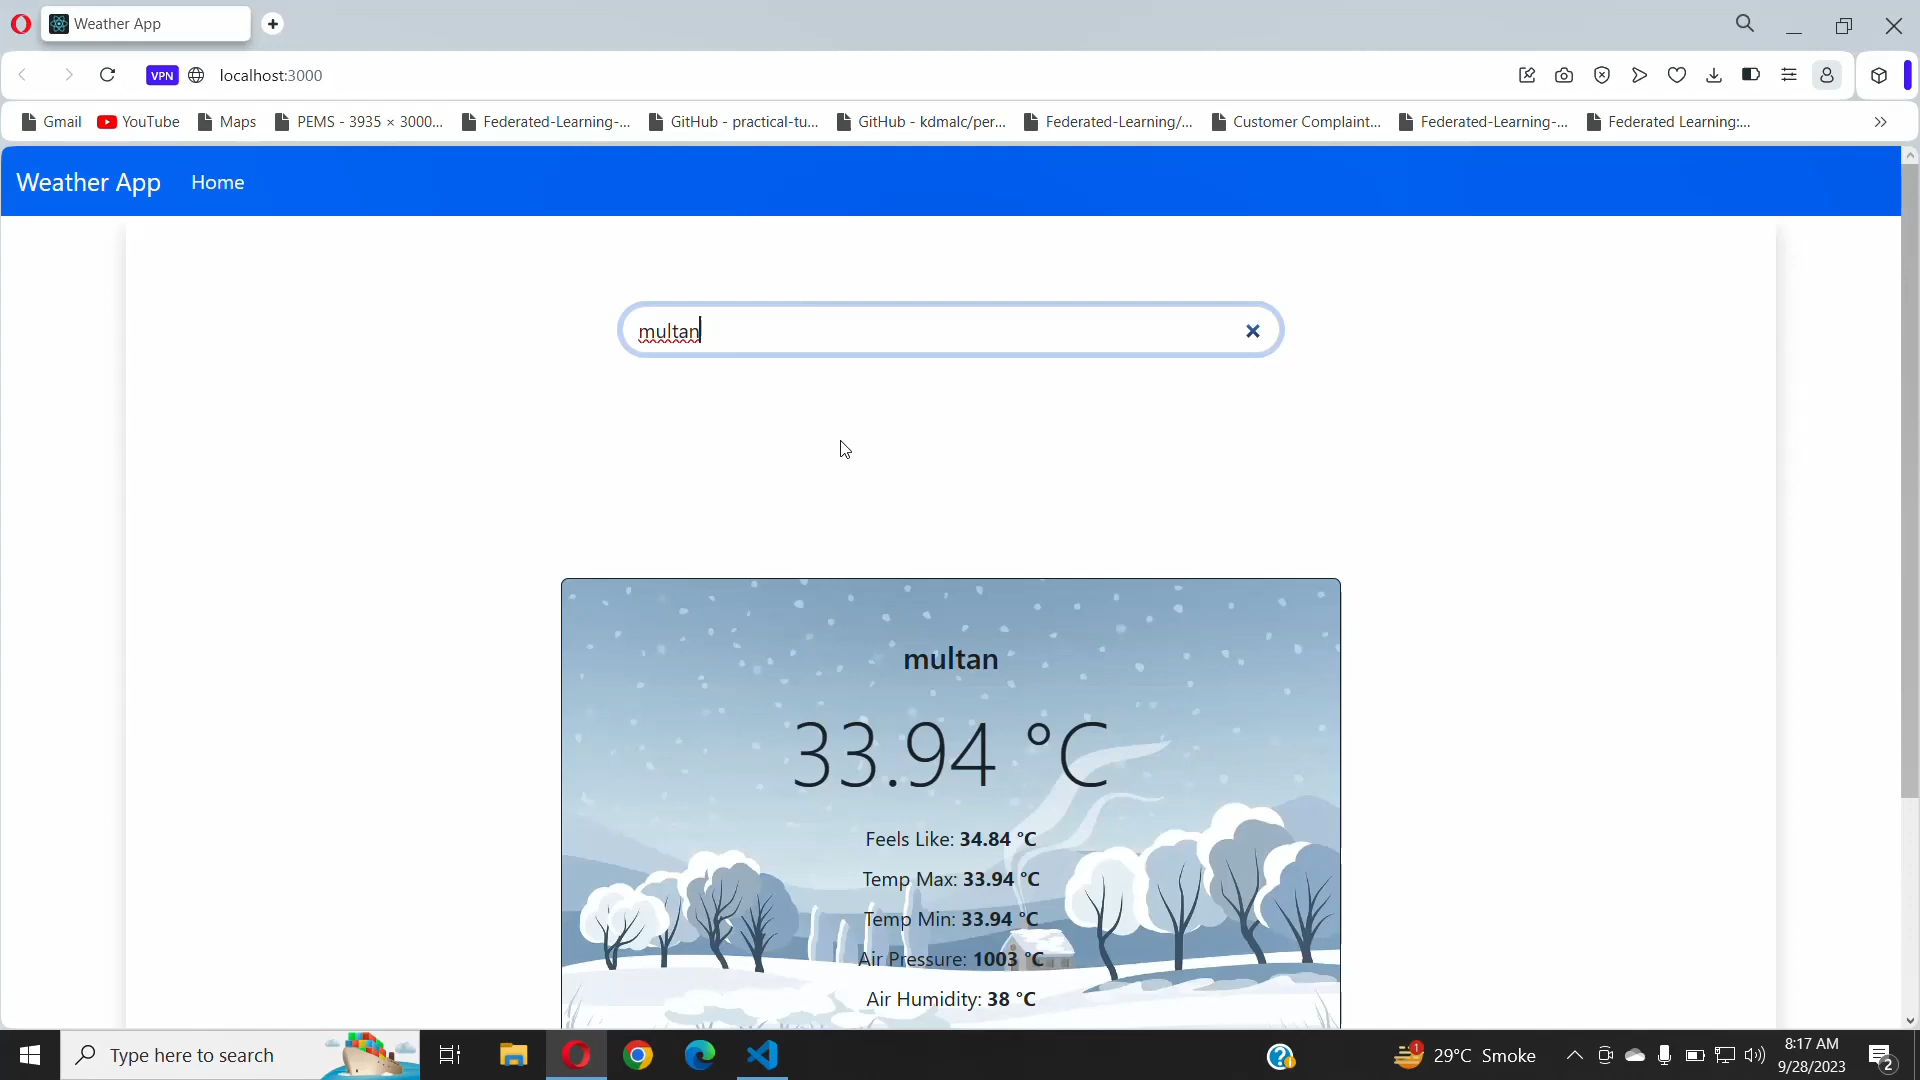 Weather App
VPN
localhost:3000
Gmail
YouTube
Maps
PEMS - 3935 × 3000...
Federated-Learning-...
GitHub - practical-tu...
GitHub - kdmalc/per...
Federated-Learning/...
Customer Complaint...
Federated-Learning-...
Federated Learning:...
Weather App
Home
multan
multan
33.94 °C
Feels Like: 34.84 °C
Temp Max: 33.94 °C
Temp Min: 33.94 °C
Air Pressure: 1003 °C
Air Humidity: 38 °C
Type here to search
1
29°C Smoke
8:17 AM
9/28/2023
2